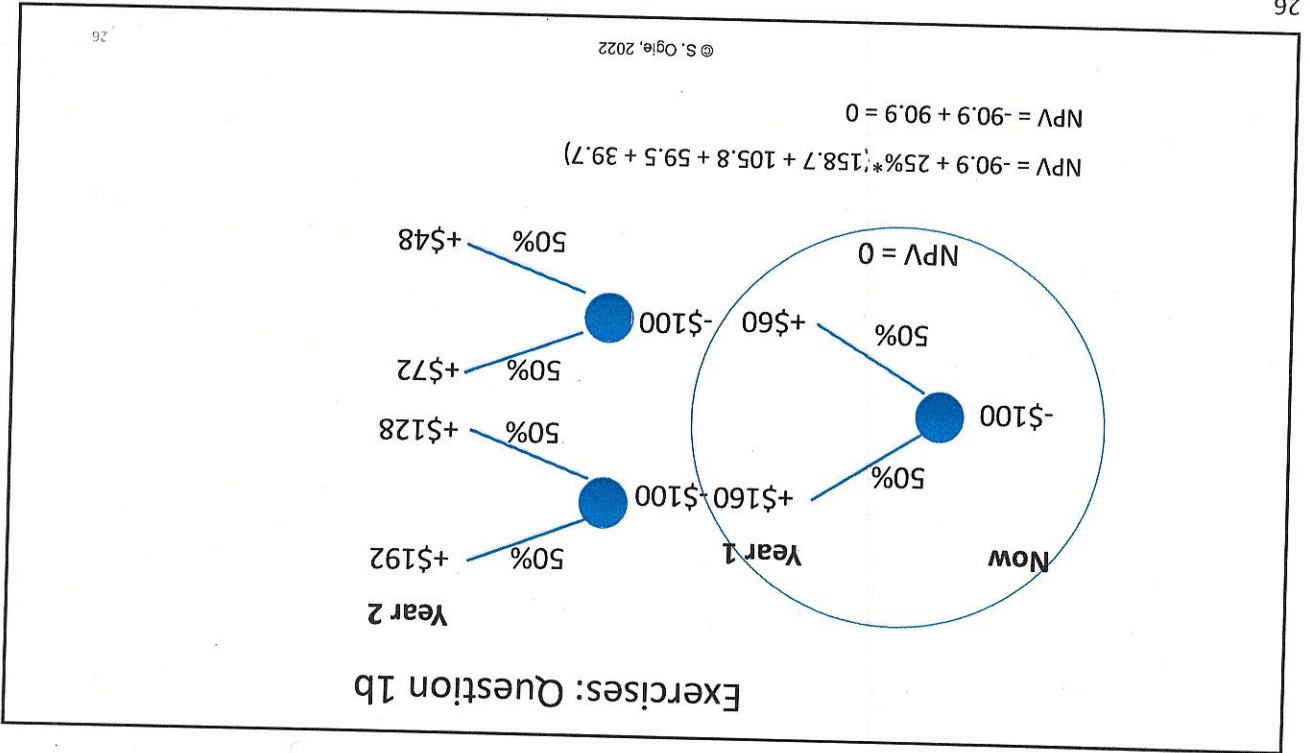 Exercises: Question 1b
Year 2
Now
Year 1
50%
+$192
50%
+$160
-$100
50%
+$128
-$100
50%
+$72
50%
+$60
-$100
50%
+$48
NPV = 0
NPV = -90.9 + 25%*;158.7 + 105.8 + 59.5 + 39.7)
NPV = -90.9 + 90.9 = 0
© S. Ogie, 2022
26
26